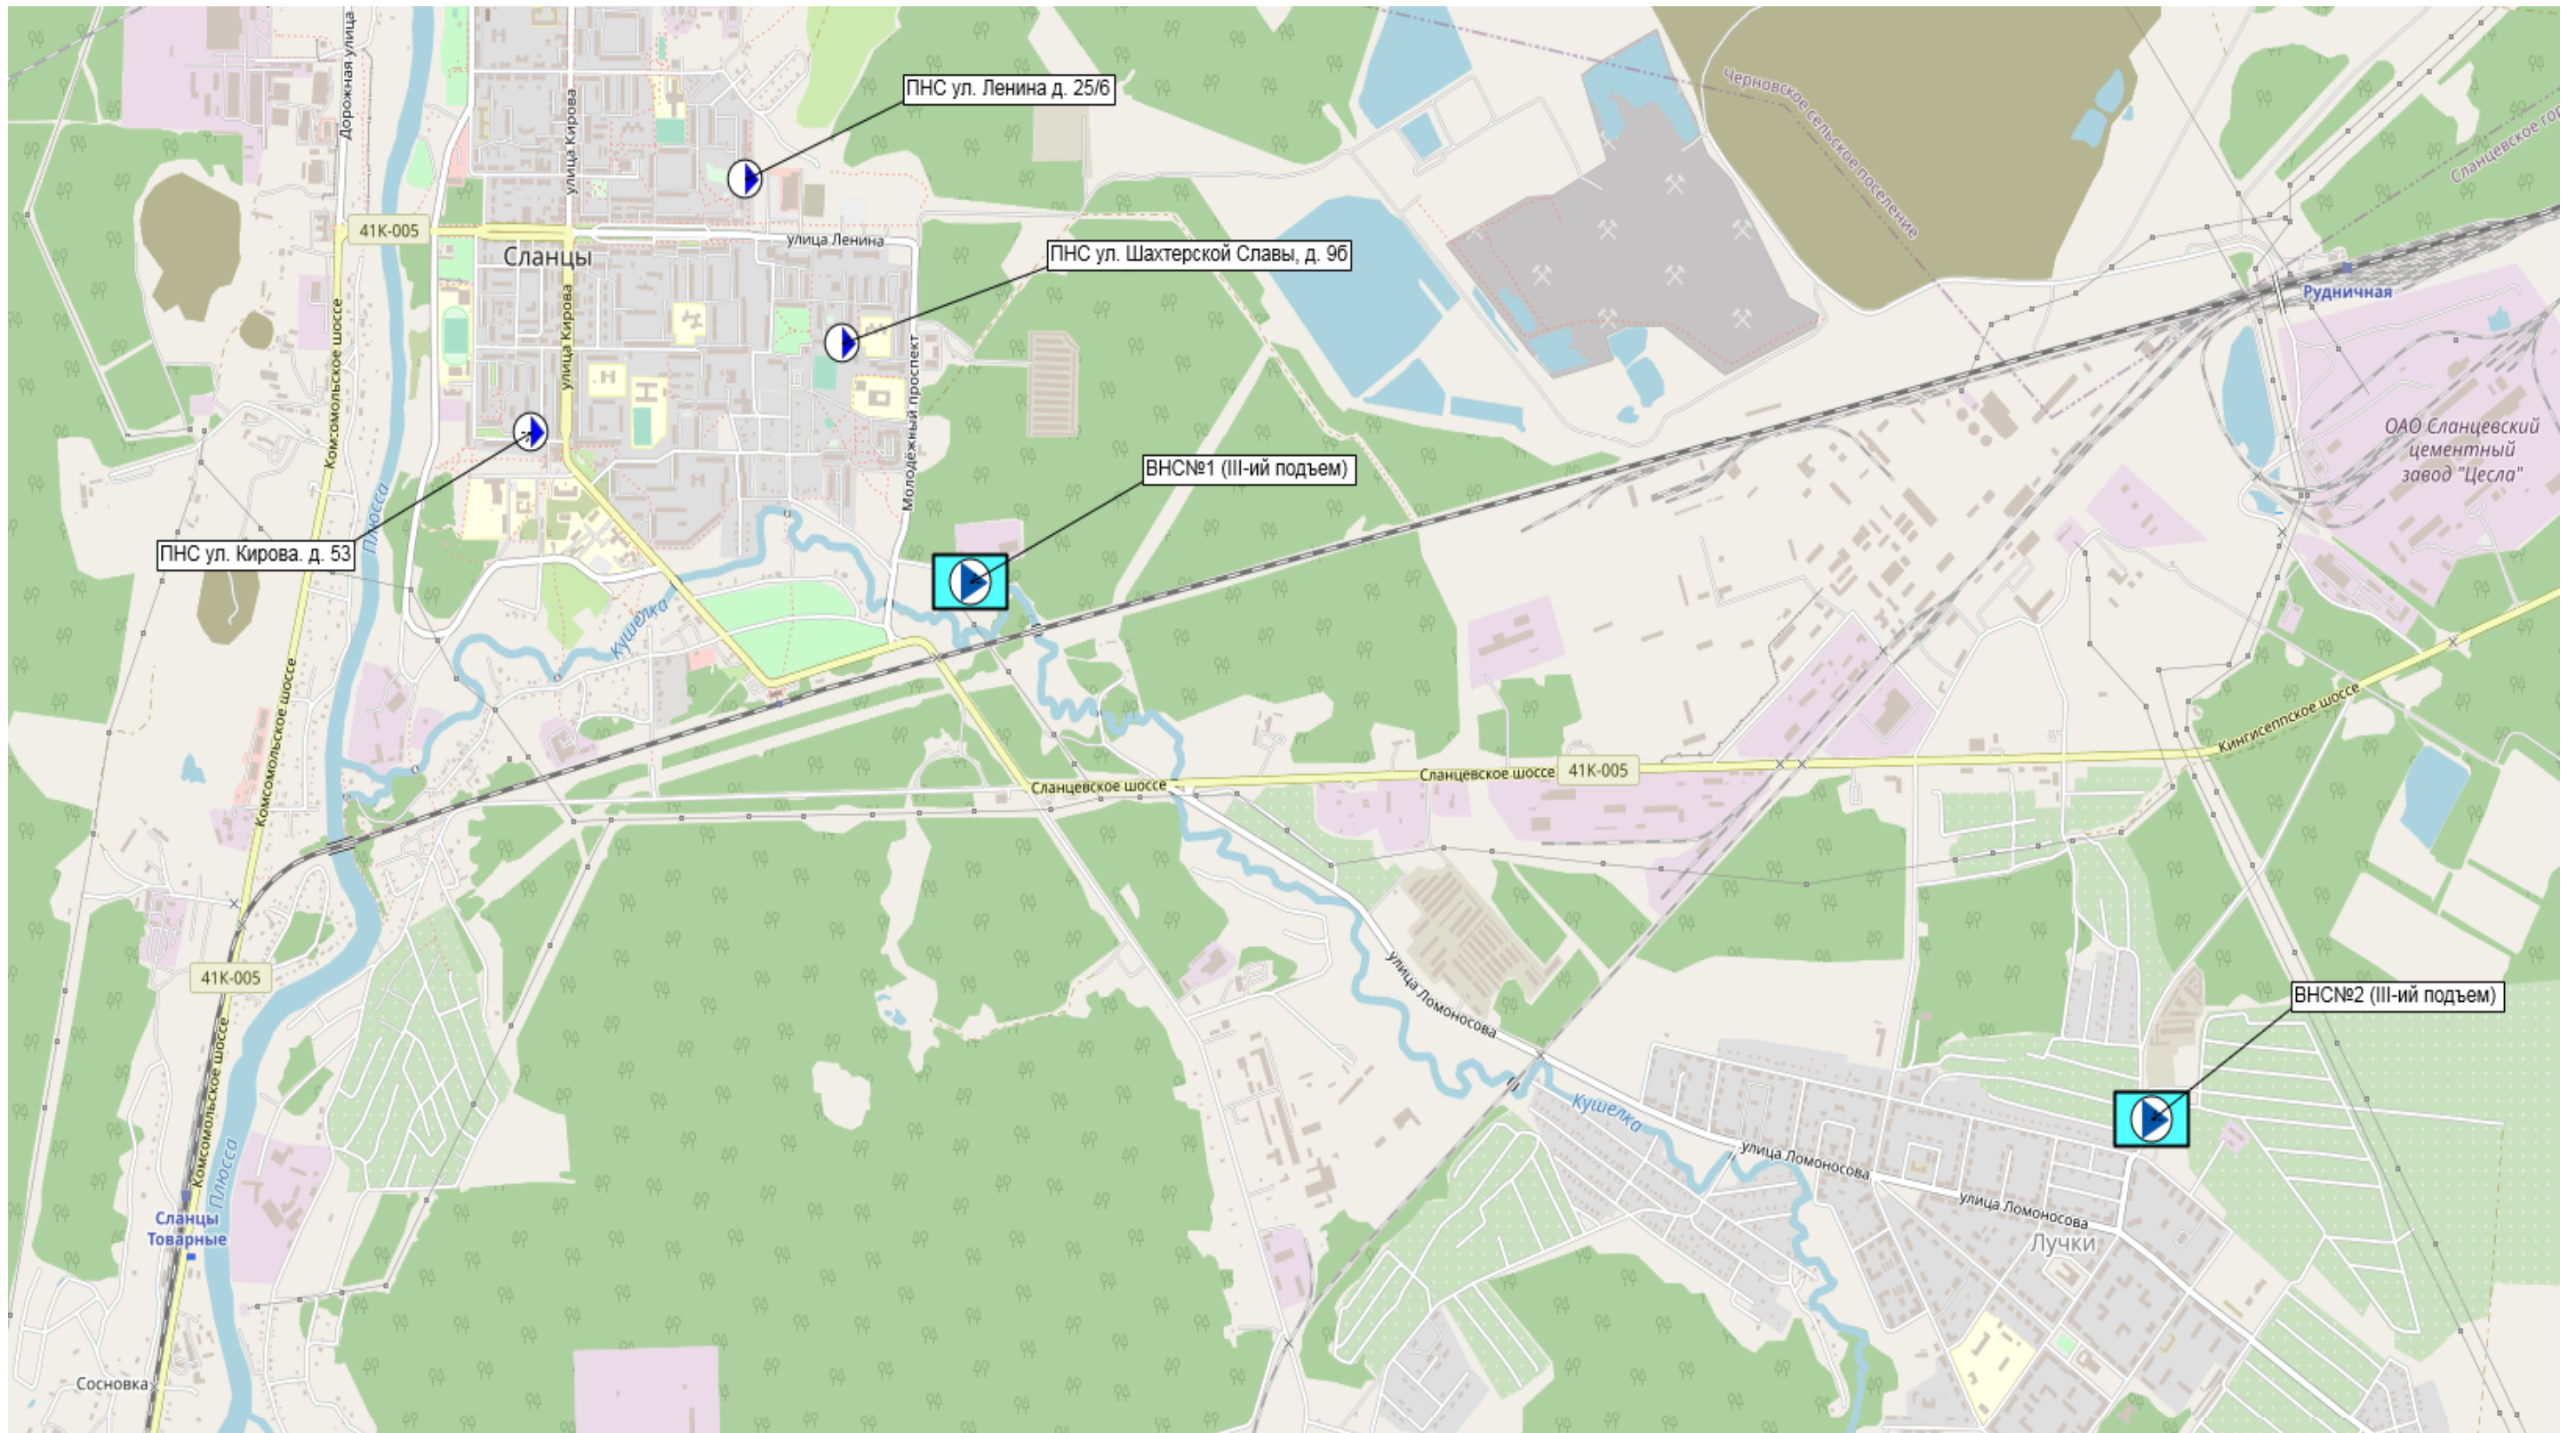 Дорожная улица
улица Кирова
ПНС ул. Ленина д. 25/6
Черновское сельское поселение
41К-005
улица Ленина
Сланцы
ПНС ул. Шахтерской Славы, д. 9б
Рудничная
Комсомольское шоссе
улица Кирова
Молодёжный проспект
ОАО Сланцевский
цементный
завод "Цесла"
ВНС№1 (III-ий подъем)
Плюсса
ПНС ул. Кирова. д. 53
Кушелка
Комсомольское шоссе
Кингисеппское шоссе
Сланцевское шоссе
Сланцевское шоссе
41К-005
41К-005
улица Ломоносова
ВНС№2 (III-ий подъем)
Комсомольское шоссе
Плюсса
Кушелка
улица Ломоносова
улица Ломоносова
Сланцы
Товарные
Лучки
Сосновка